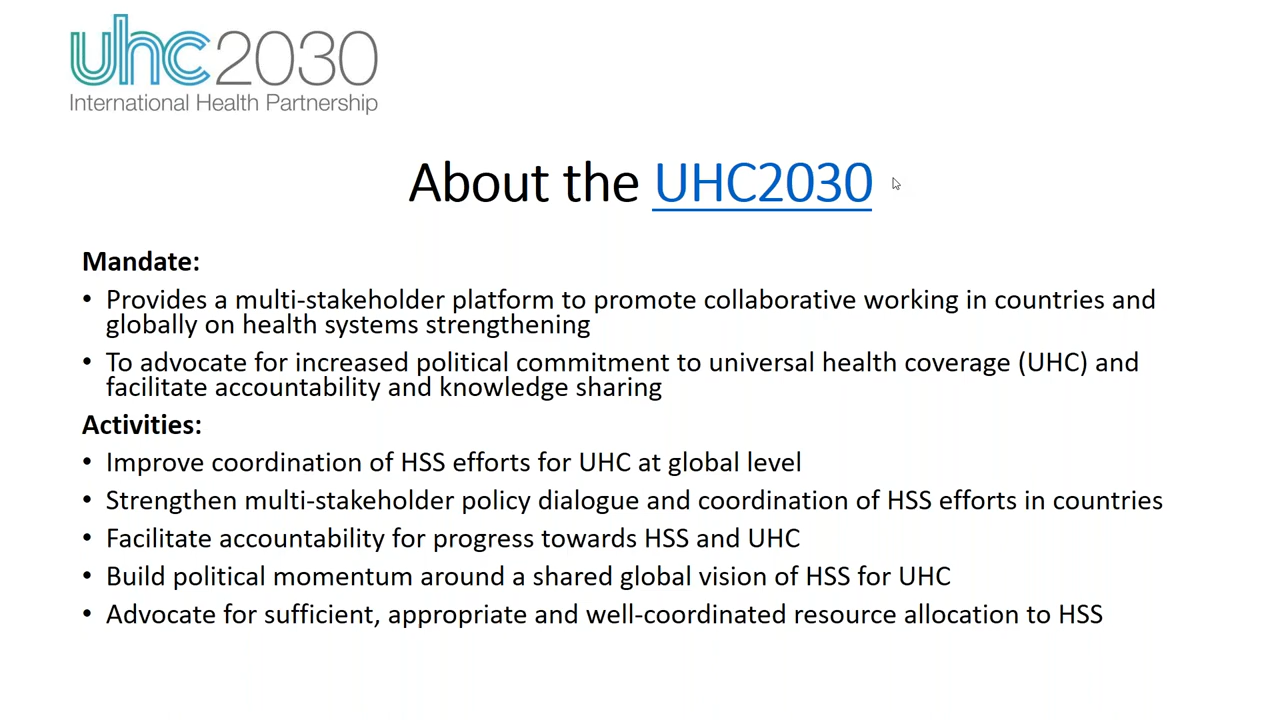 uhc2030
International Health Partnership
About the UHC2030
Mandate:
• Provides a multi-stakeholder platform to promote collaborative working in countries and
globally on health systems strengthening
• To advocate for increased political commitment to universal health coverage (UHC) and
facilitate accountability and knowledge sharing
Activities:
• Improve coordination of HSS efforts for UHC at global level
• Strengthen multi-stakeholder policy dialogue and coordination of HSS efforts in countries
• Facilitate accountability for progress towards HSS and UHC
• Build political momentum around a shared global vision of HSS for UHC
• Advocate for sufficient, appropriate and well-coordinated resource allocation to HSS